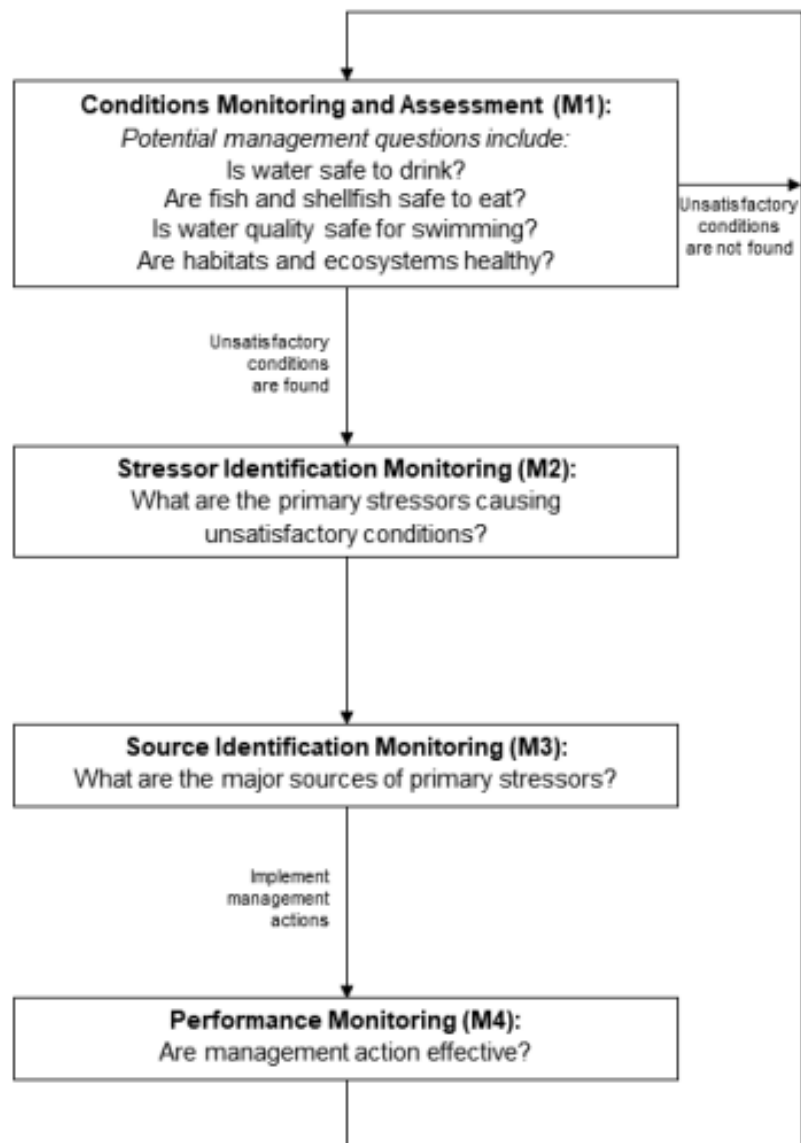 Conditions Monitoring and Assessment (M1):
Potential management questions include:
Is water safe to drink?
Are fish and shellfish safe to eat?
Is water quality safe for swimming?
Are habitats and ecosystems healthy?
Unsatisfactory
conditions
are not found
Unsatisfactory
conditions
are found
Stressor Identification Monitoring (M2):
What are the primary stressors causing
unsatisfactory conditions?
Source Identification Monitoring (M3):
What are the major sources of primary stressors?
Implement
management
actions
Performance Monitoring (M4):
Are management action effective?